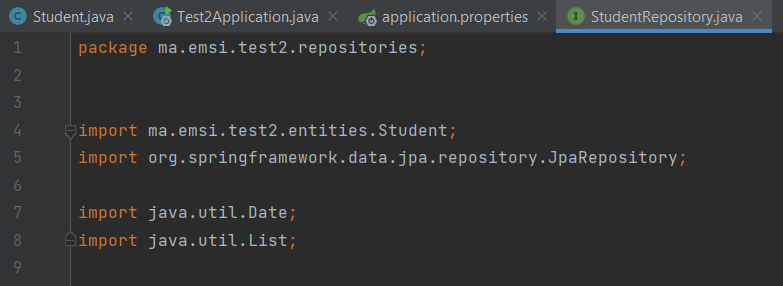 Student.java Test2Application.java application.properties StudentRepository.java
1 package ma.emsi.test2.repositories;
2
3
4 import ma.emsi.test2.entities.Student;
5 import org.springframework.data.jpa.repository.JpaRepository;
6
7 import java.util.Date;
8 import java.util.List;
9